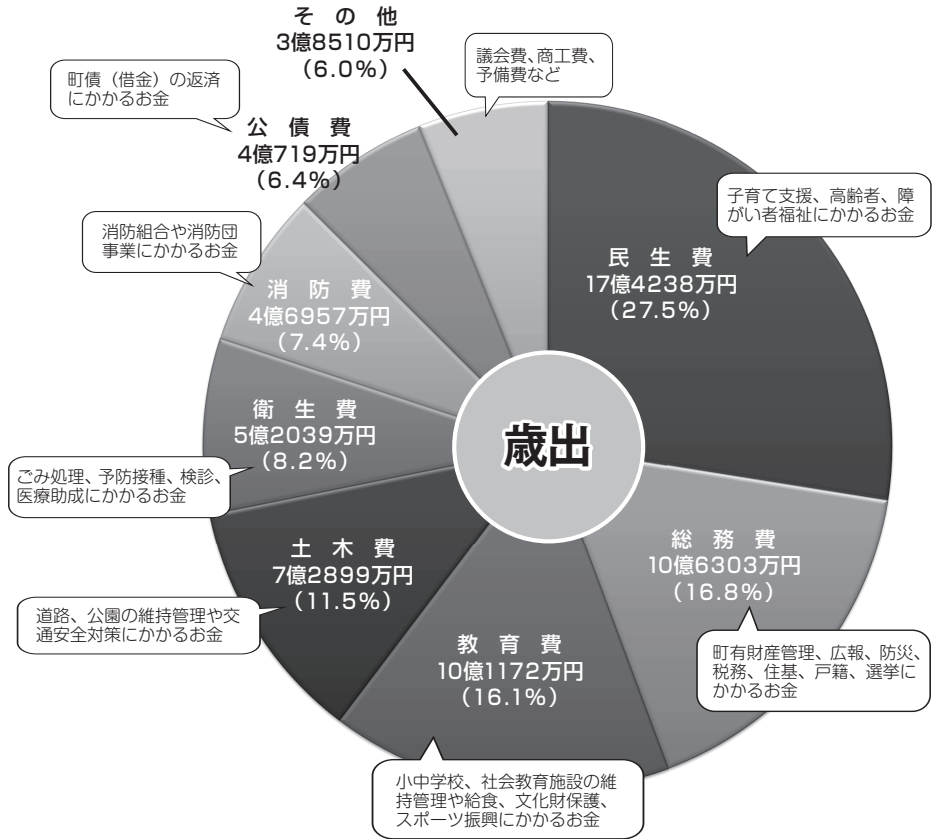 そ の 他
3億8510万円
（6.0%）
議会費、商工費、
予備費など
町債（借金）の返済
にかかるお金
公 債 費
4億719万円
（6.4%）
子育て支援、高齢者、障
がい者福祉にかかるお金
民 生 費
17億4238万円
（27.5%）
消防組合や消防団
事業にかかるお金
消 防 費
4億6957万円
（7.4%）
衛 生 費
5億2039万円
（8.2%）
ごみ処理、予防接種、検診、
医療助成にかかるお金
歳出
総 務 費
10億6303万円
（16.8%）
町有財産管理、広報、防災、
税務、住基、戸籍、選挙に
かかるお金
土 木 費
7億2899万円
（11.5%）
道路、公園の維持管理や交
通安全対策にかかるお金
教 育 費
10億1172万円
（16.1%）
小中学校、社会教育施設の維
持管理や給食、文化財保護、
スポーツ振興にかかるお金